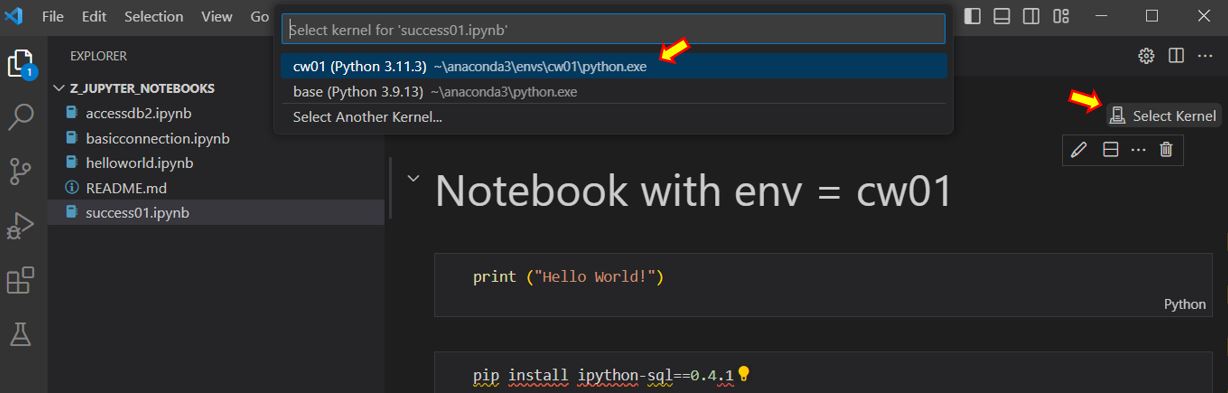 File Edit Selection View Go
Select kernel for 'success01.ipynb'
cw01 (Python 3.11.3) ~\anaconda3\envs\cw01\python.exe
base (Python 3.9.13) ~\anaconda3\python.exe
Select Another Kernel...
EXPLORER
Z_JUPYTER_NOTEBOOKS
accessdb2.ipynb
basicconnection.ipynb
helloworld.ipynb
README.md
success01.ipynb
1
Select Kernel
Notebook with env = cw01
print ("Hello World!")
Python
pip install ipython-sql==0.4.1